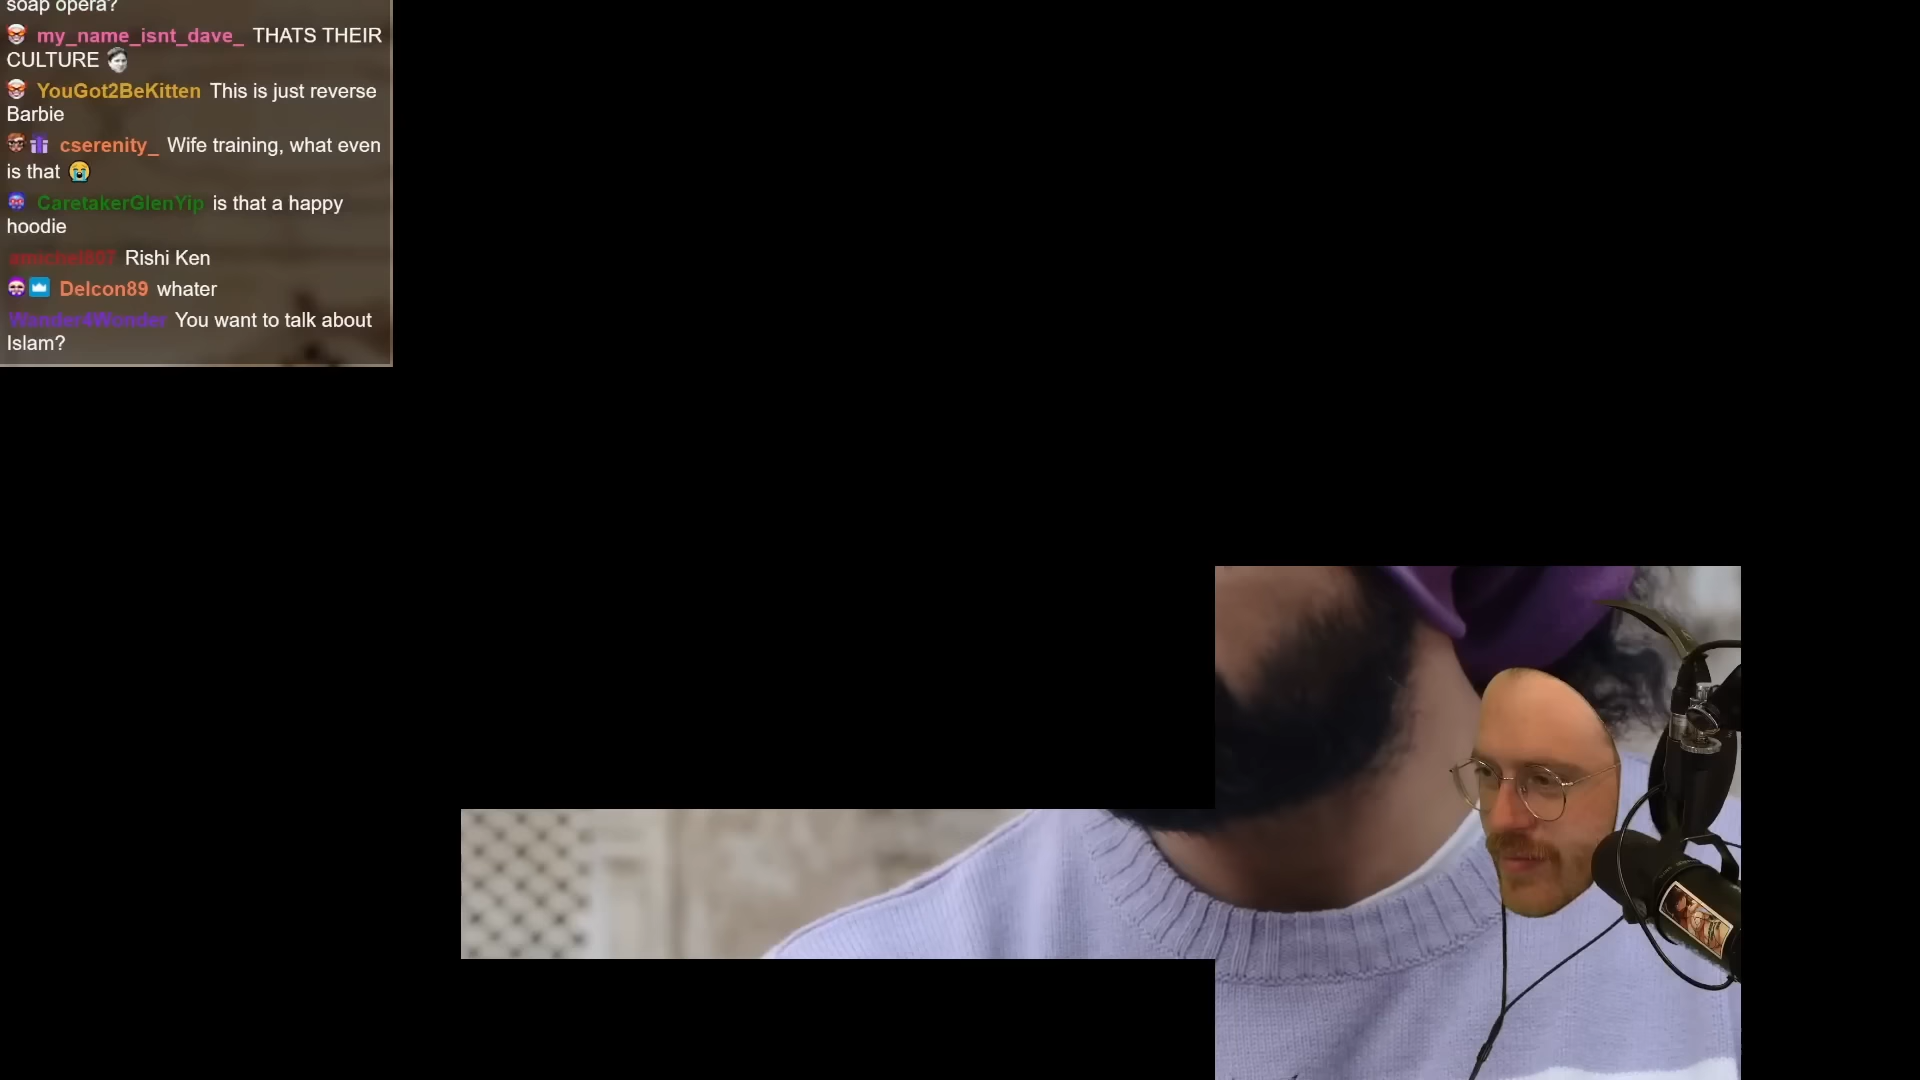 soap opera?
my_name_isnt_dave_ THATS THEIR
CULTURE
YouGot2BeKitten This is just reverse
Barbie
cserenity_ Wife training, what even
is that 😭
CaretakerGlenYip is that a happy
hoodie
Rishi Ken
Delcon89 whater
Wander4Wonder You want to talk about
Islam?